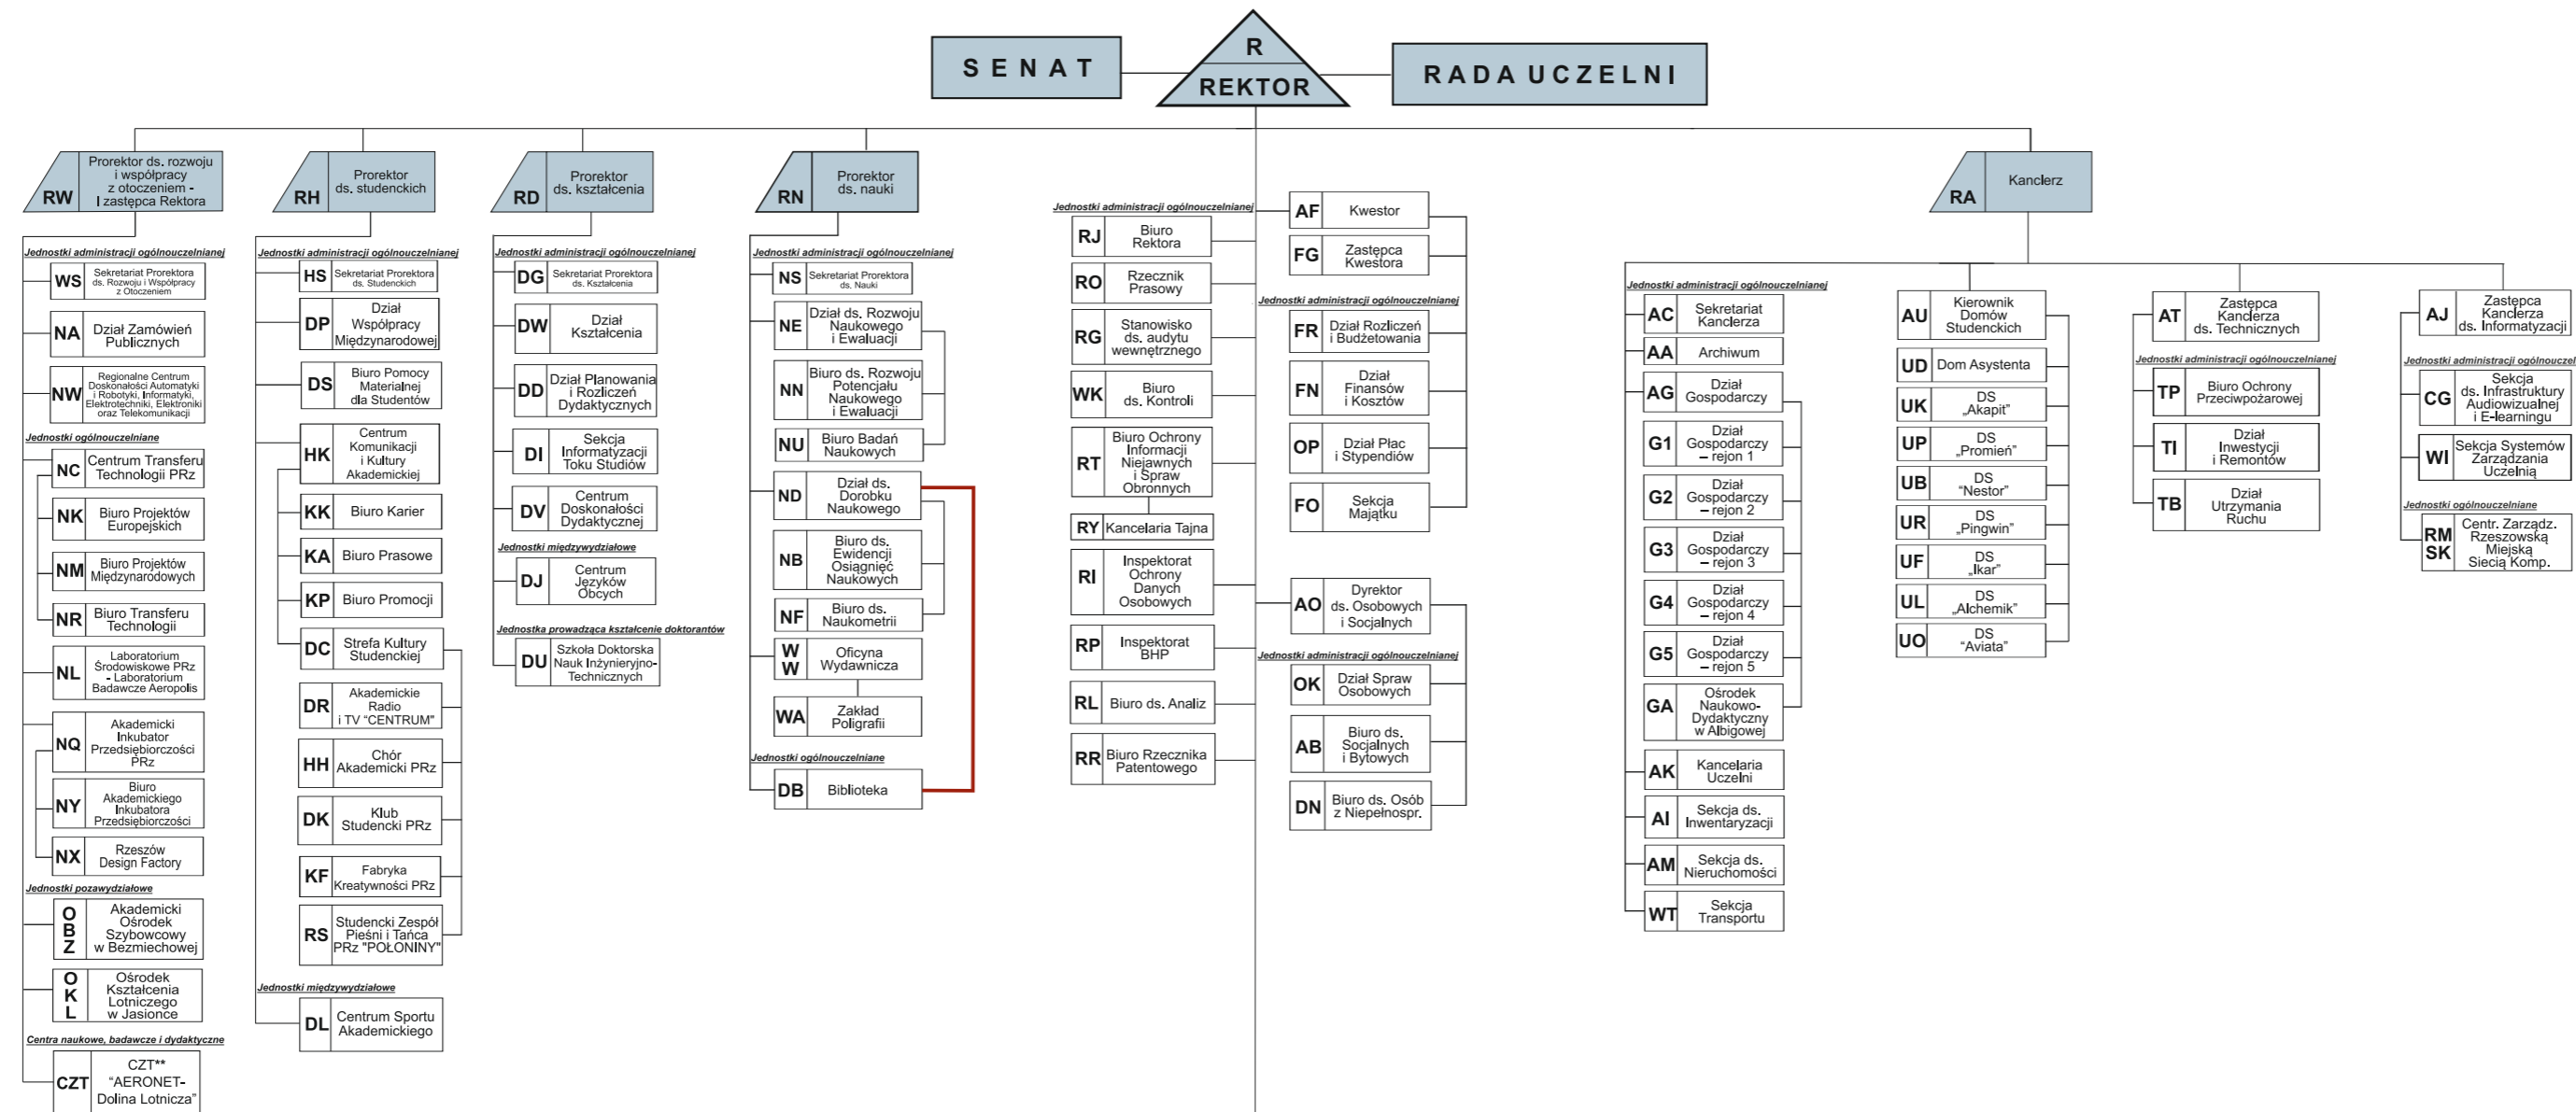 SENAT
R
REKTOR
RADA UCZELNI
RW
Prorektor ds. rozwoju
i współpracy
z otoczeniem -
I zastępca Rektora
Jednostki administracji ogólnouczelnianej
WS
Sekretariat Prorektora
ds. Rozwoju i Współpracy
z Otoczeniem
NA
Dział Zamówień
Publicznych
NW
Regionalne Centrum
Doskonałości Automatyki
i Robotyki, Informatyki,
Elektrotechniki, Elektroniki
oraz Telekomunikacji
Jednostki ogólnouczelniane
NC
Centrum Transferu
Technologii PRz
NK
Biuro Projektów
Europejskich
NM
Biuro Projektów
Międzynarodowych
NR
Biuro Transferu
Technologii
NL
Laboratorium
Środowiskowe PRz
- Laboratorium
Badawcze Aeropolis
NQ
Akademicki
Inkubator
Przedsiębiorczości
PRz
NY
Biuro
Akademickiego
Inkubatora
Przedsiębiorczości
NX
Rzeszów
Design Factory
Jednostki pozawydziałowe
O
B
Z
Akademicki
Ośrodek
Szybowcowy
w Bezmiechowej
O
K
L
Ośrodek
Kształcenia
Lotniczego
w Jasionce
Centra naukowe, badawcze i dydaktyczne
CZT
CZT**
"AERONET-
Dolina Lotnicza"
RH
Prorektor
ds. studenckich
Jednostki administracji ogólnouczelnianej
HS
Sekretariat Prorektora
ds. Studenckich
DP
Dział
Współpracy
Międzynarodowej
DS
Biuro Pomocy
Materialnej
dla Studentów
HK
Centrum
Komunikacji
i Kultury
Akademickiej
KK
Biuro Karier
KA
Biuro Prasowe
KP
Biuro Promocji
DC
Strefa Kultury
Studenckiej
DR
Akademickie
Radio
i TV "CENTRUM"
HH
Chór
Akademicki PRz
DK
Klub
Studencki PRz
KF
Fabryka
Kreatywności PRz
RS
Studencki Zespół
Pieśni i Tańca
PRz "POŁONINY"
Jednostki międzywydziałowe
DL
Centrum Sportu
Akademickiego
RD
Prorektor
ds. kształcenia
Jednostki administracji ogólnouczelnianej
DG
Sekretariat Prorektora
ds. Kształcenia
DW
Dział
Kształcenia
DD
Dział Planowania
i Rozliczeń
Dydaktycznych
DI
Sekcja
Informatyzacji
Toku Studiów
DV
Centrum
Doskonałości
Dydaktycznej
Jednostki międzywydziałowe
DJ
Centrum
Języków
Obcych
Jednostka prowadząca kształcenie doktorantów
DU
Szkoła Doktorska
Nauk Inżynieryjno-
Technicznych
RN
Prorektor
ds. nauki
Jednostki administracji ogólnouczelnianej
NS
Sekretariat Prorektora
ds. Nauki
NE
Dział ds. Rozwoju
Naukowego
i Ewaluacji
NN
Biuro ds. Rozwoju
Potencjału
Naukowego
i Ewaluacji
NU
Biuro Badań
Naukowych
ND
Dział ds.
Dorobku
Naukowego
NB
Biuro ds.
Ewidencji
Osiągnięć
Naukowych
NF
Biuro ds.
Naukometrii
W
W
Oficyna
Wydawnicza
WA
Zakład
Poligrafii
Jednostki ogólnouczelniane
DB
Biblioteka
Jednostki administracji ogólnouczelnianej
RJ
Biuro
Rektora
RO
Rzecznik
Prasowy
RG
Stanowisko
ds. audytu
wewnętrznego
WK
Biuro
ds. Kontroli
RT
Biuro Ochrony
Informacji
Niejawnych
i Spraw
Obronnych
RY
Kancelaria Tajna
RI
Inspektorat
Ochrony
Danych
Osobowych
RP
Inspektorat
BHP
RL
Biuro ds. Analiz
RR
Biuro Rzecznika
Patentowego
AF
Kwestor
FG
Zastępca
Kwestora
Jednostki administracji ogólnouczelnianej
FR
Dział Rozliczeń
i Budżetowania
FN
Dział
Finansów
i Kosztów
OP
Dział Płac
i Stypendiów
FO
Sekcja
Majątku
AO
Dyrektor
ds. Osobowych
i Socjalnych
Jednostki administracji ogólnouczelnianej
OK
Dział Spraw
Osobowych
AB
Biuro ds.
Socjalnych
i Bytowych
DN
Biuro ds. Osób
z Niepełnospr.
RA
Kanclerz
Jednostki administracji ogólnouczelnianej
AC
Sekretariat
Kanclerza
AA
Archiwum
AG
Dział
Gospodarczy
G1
Dział
Gospodarczy
– rejon 1
G2
Dział
Gospodarczy
– rejon 2
G3
Dział
Gospodarczy
– rejon 3
G4
Dział
Gospodarczy
– rejon 4
G5
Dział
Gospodarczy
– rejon 5
GA
Ośrodek
Naukowo-
Dydaktyczny
w Albigowej
AK
Kancelaria
Uczelni
AI
Sekcja ds.
Inwentaryzacji
AM
Sekcja ds.
Nieruchomości
WT
Sekcja
Transportu
AU
Kierownik
Domów
Studenckich
UD
Dom Asystenta
UK
DS
„Akapit"
UP
DS
„Promień"
UB
DS
"Nestor"
UR
DS
„Pingwin"
UF
DS
„Ikar"
UL
DS
„Alchemik"
UO
DS
"Aviata"
AT
Zastępca
Kanclerza
ds. Technicznych
Jednostki administracji ogólnouczelnianej
TP
Biuro Ochrony
Przeciwpożarowej
TI
Dział
Inwestycji
i Remontów
TB
Dział
Utrzymania
Ruchu
AJ
Zastępca
Kanclerza
ds. Informatyzacji
Jednostki administracji ogólnouczel
CG
Sekcja
ds. Infrastruktury
Audiowizualnej
i E-learningu
WI
Sekcja Systemów
Zarządzania
Uczelnią
Jednostki ogólnouczelniane
RM
SK
Centr. Zarządz.
Rzeszowską
Miejską
Siecią Komp.